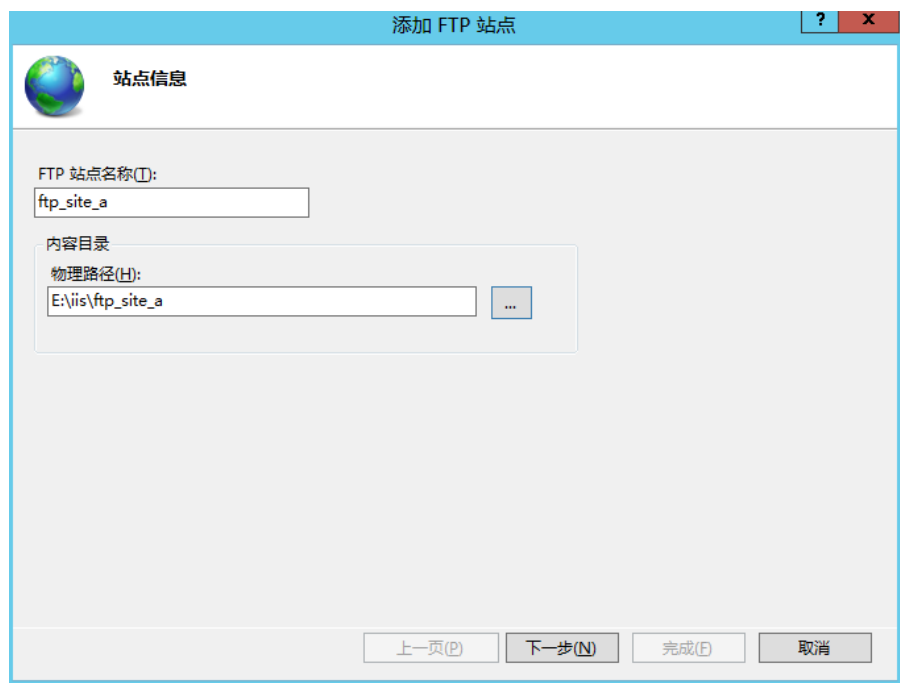 添加 FTP 站点
? X
站点信息
FTP 站点名称(T):
ftp_site_a
内容目录
物理路径(H):
E:\iis\ftp_site_a
...
上一页(P) 下一步(N) 完成(F) 取消